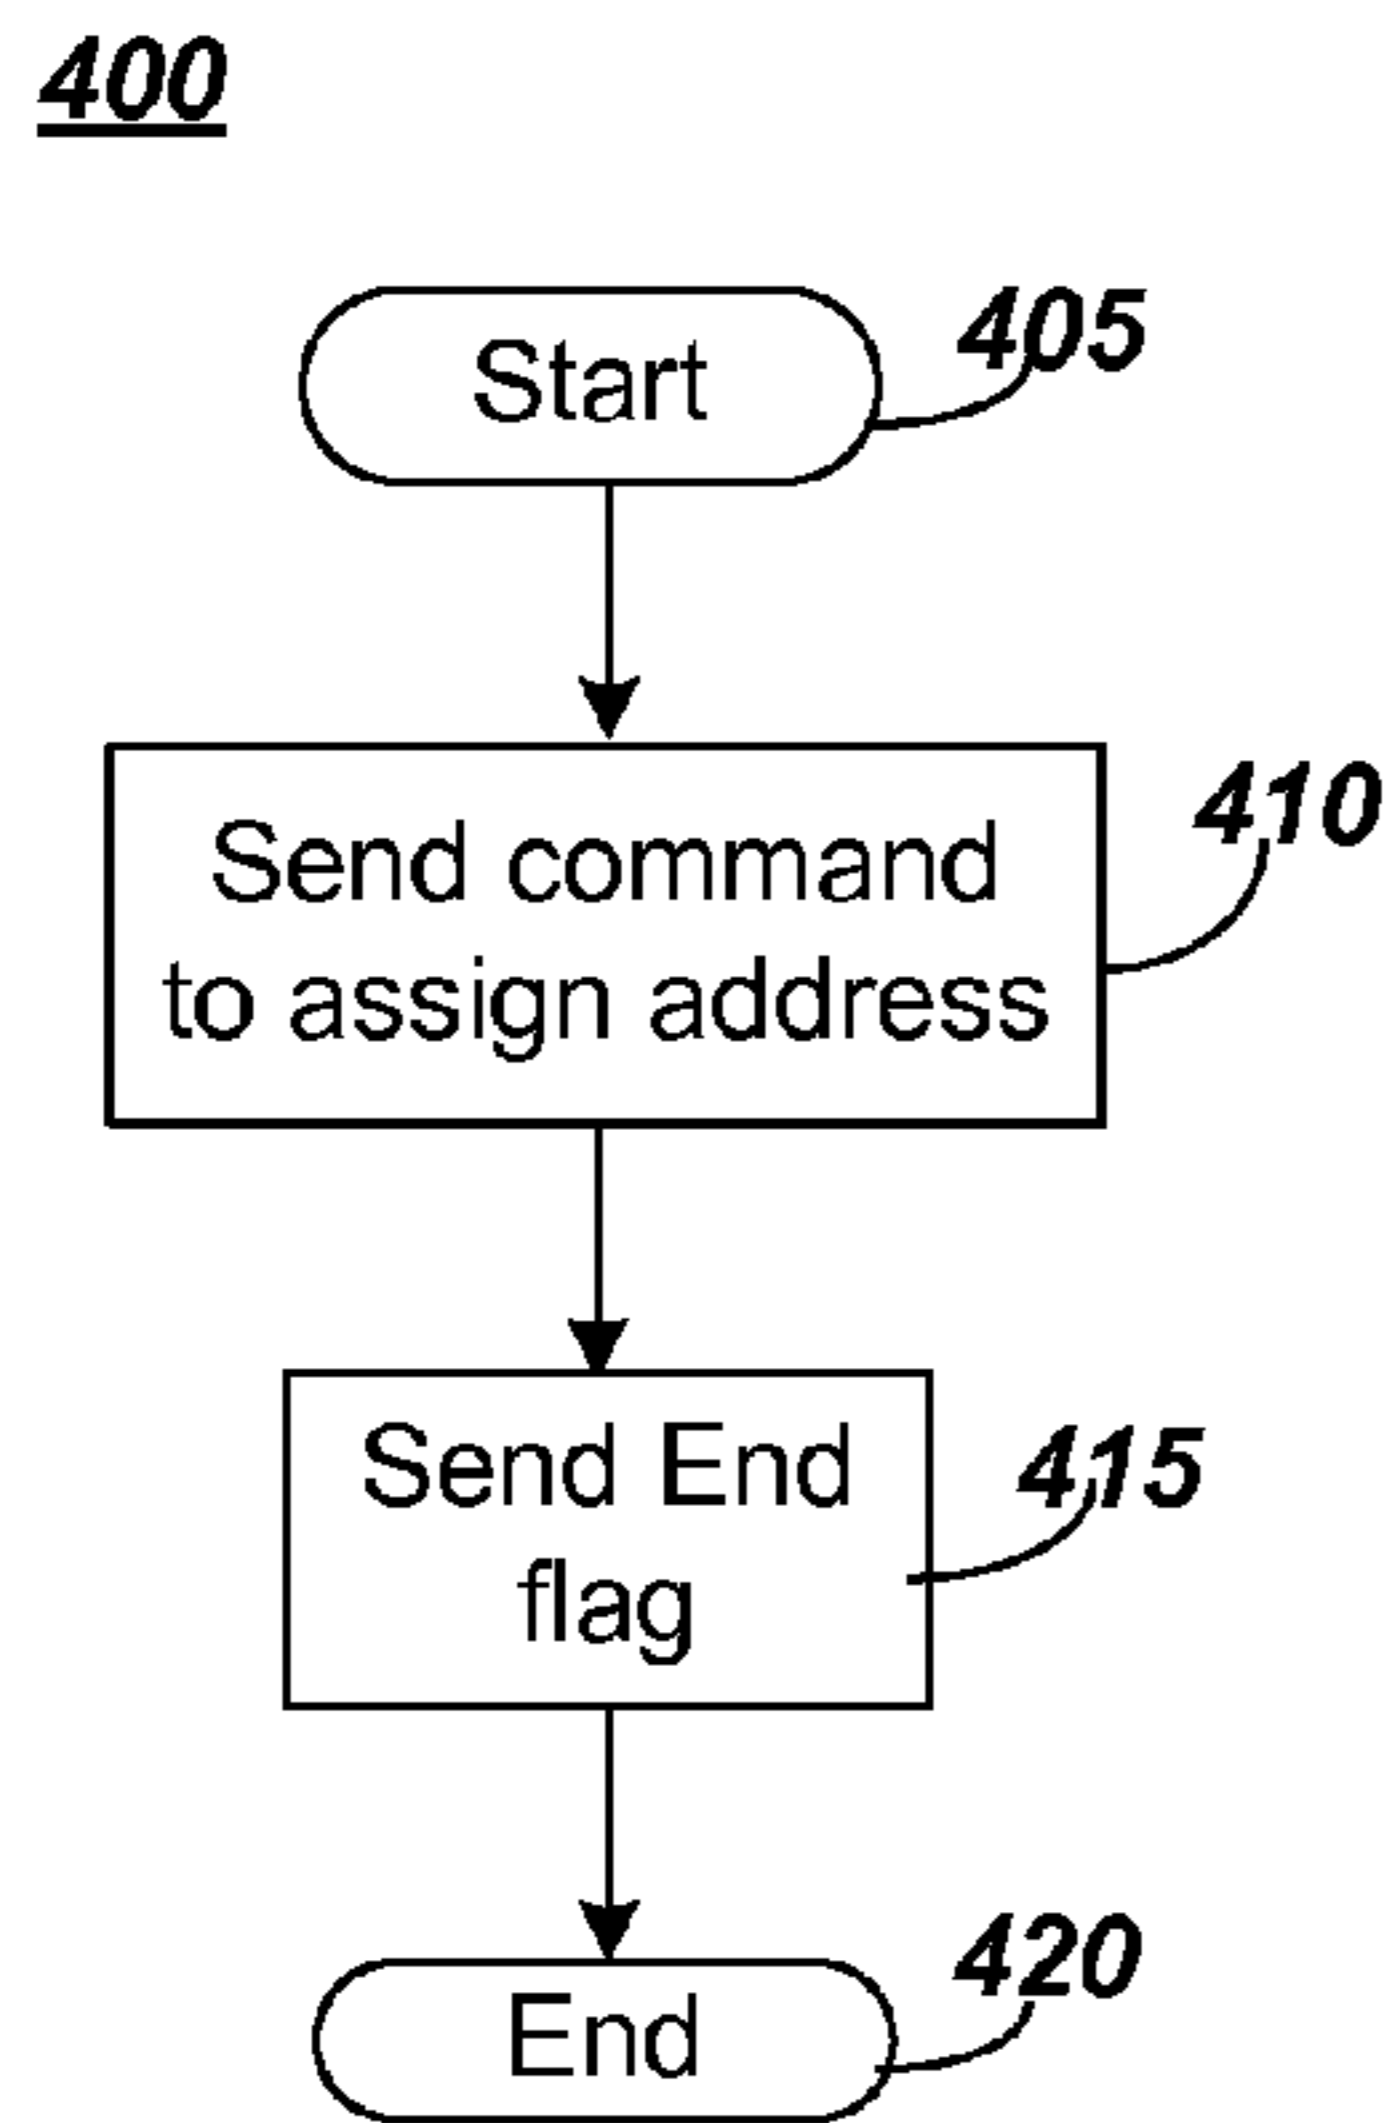 400
Start
405
Send command
to assign address
410
Send End
flag
415
End
420